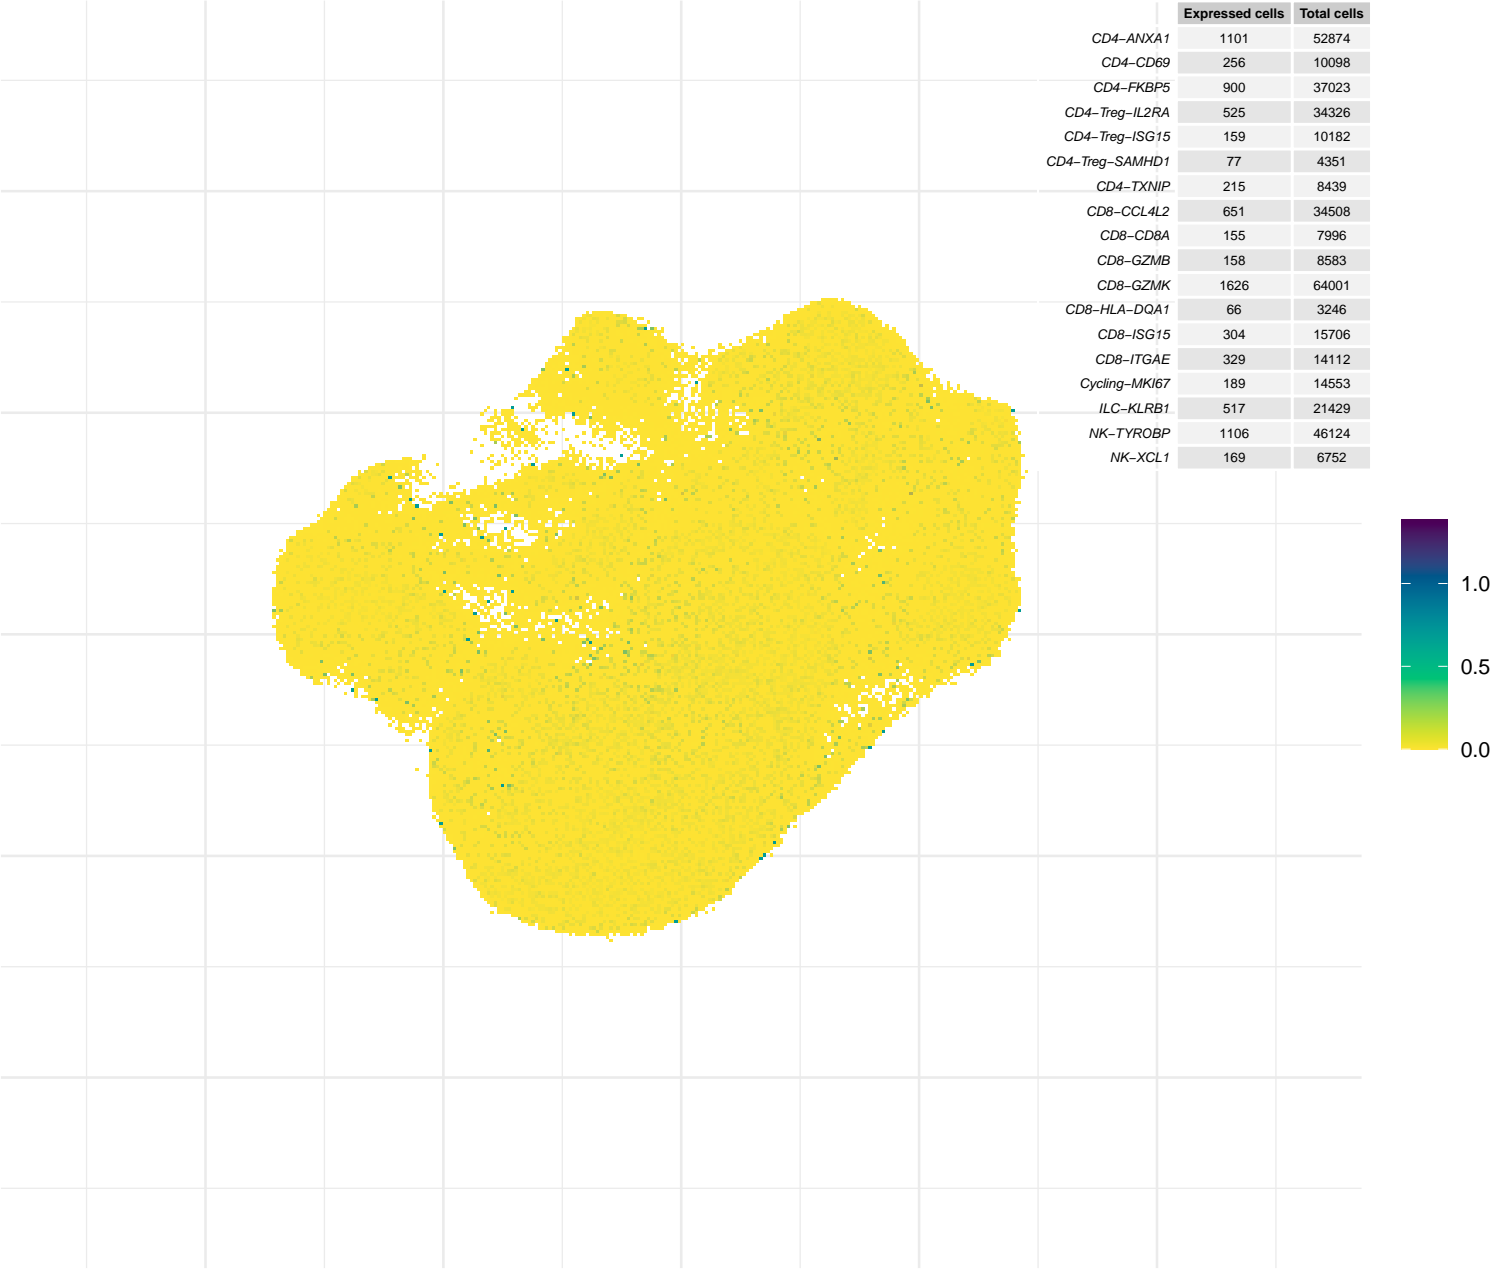 Expressed cells Total cells
CD4−ANXA1 1101 52874
CD4−CD69 256 10098
CD4−FKBP5 900 37023
CD4−Treg−IL2RA 525 34326
CD4−Treg−ISG15 159 10182
CD4−Treg−SAMHD1 77 4351
CD4−TXNIP 215 8439
CD8−CCL4L2 651 34508
CD8−CD8A 155 7996
CD8−GZMB 158 8583
CD8−GZMK 1626 64001
CD8−HLA−DQA1 66 3246
CD8−ISG15 304 15706
CD8−ITGAE 329 14112
Cycling−MKI67 189 14553
ILC−KLRB1 517 21429
NK−TYROBP 1106 46124
NK−XCL1 169 6752
1.0
0.5
0.0